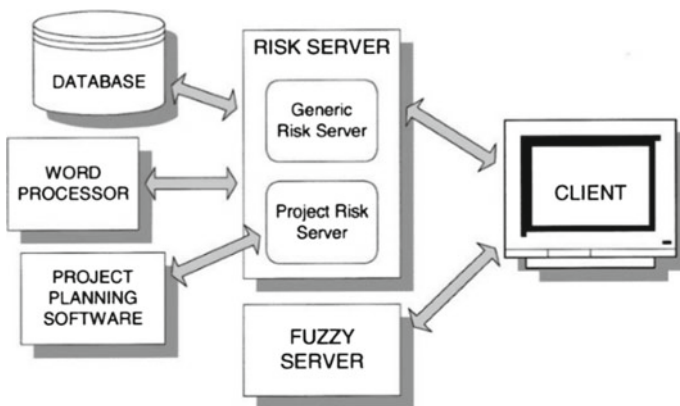 DATABASE
RISK SERVER
Generic
Risk Server
WORD
PROCESSOR
CLIENT
Project Risk
Server
PROJECT
PLANNING
SOFTWARE
FUZZY
SERVER